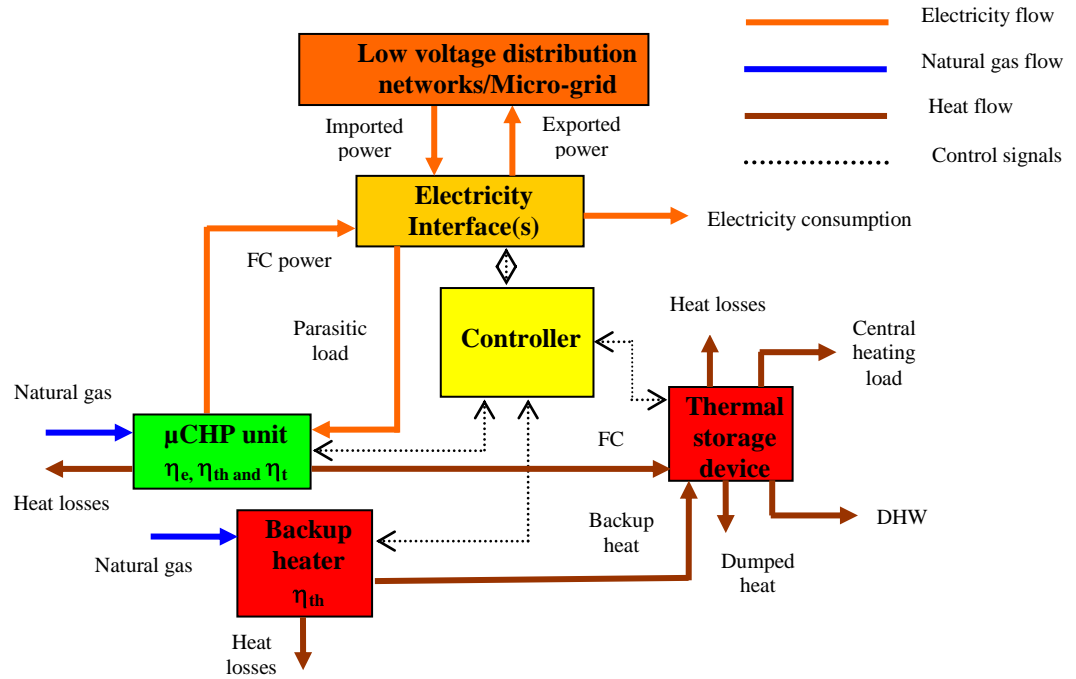 Electricity flow
Natural gas flow
Heat flow
Control signals
Low voltage distribution
networks/Micro-grid
Imported
power
Exported
power
Electricity
Interface(s)
Electricity consumption
FC power
Parasitic
load
Controller
Heat losses
Central
heating
load
Natural gas
μCHP unit
ηe, ηth and ηt
FC
Thermal
storage
device
Heat losses
Backup
heater
ηth
Natural gas
Backup
heat
DHW
Dumped
heat
Heat
losses